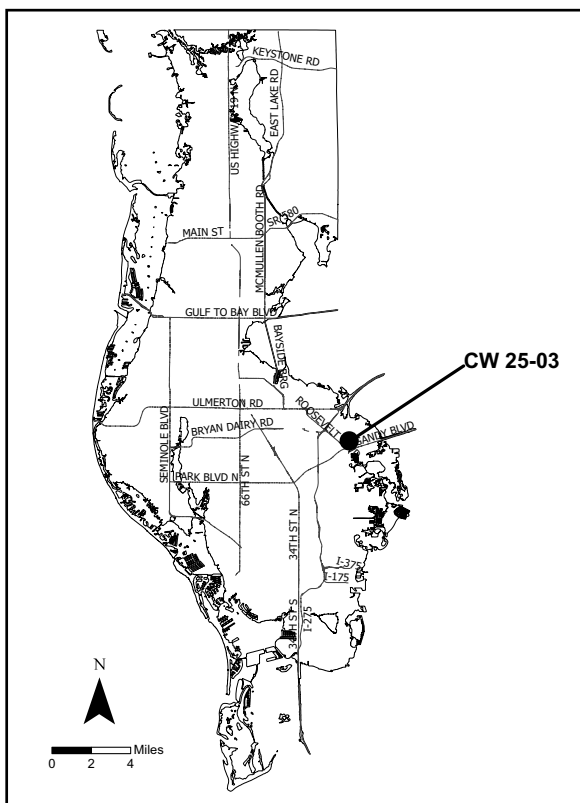 KEYSTONE RD
EAST LAKE RD
US HIGHW
19 N
MCMULLEN BOOTH RD
SR 580
MAIN ST
GULF TO BAY BLVD
BAYSIDE BRG
CW 25-03
ULMERTON RD
ROOSEVELT
GANDY BLVD
BRYAN DAIRY RD
SEMINOLE BLVD
PARK BLVD N
66TH ST N
34TH ST N
I-375
I-175
34TH ST S
I-275
N
Miles
0 2 4